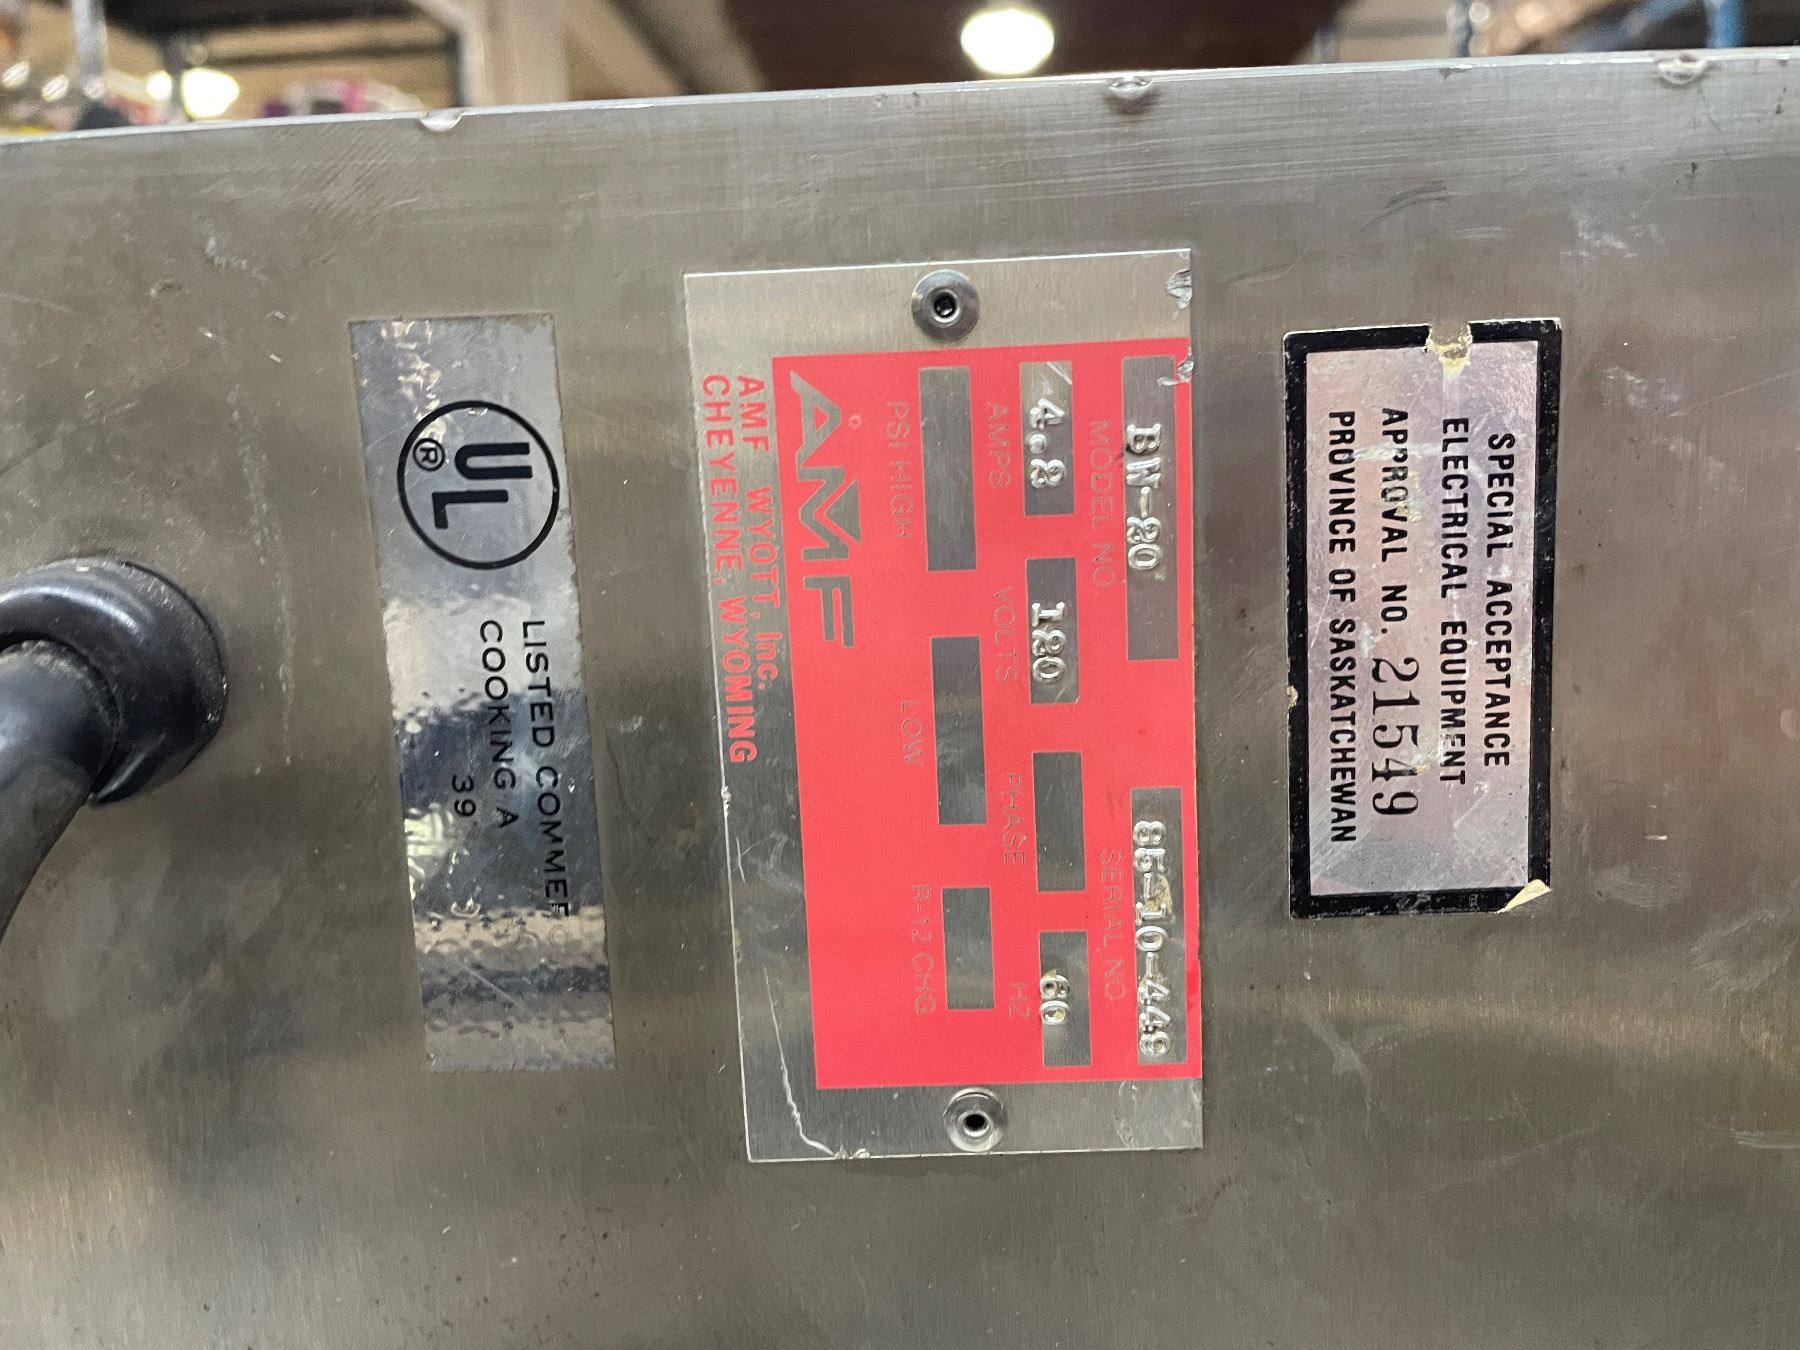 SPECIAL ACCEPTANCE
ELECTRICAL EQUIPMENT
APPROVAL NO. 21549
PROVINCE OF SASKATCHEWAN
BW-20 85-10-449
MODEL NO. SERIAL NO.
4.2 120 60
AMPS VOLTS PHASE HZ
PSI HIGH LOW R-12 CHG.
AMF
AMF WYOTT, Inc.
CHEYENNE, WYOMING
UL ®
LISTED COMMER
COOKING A
39